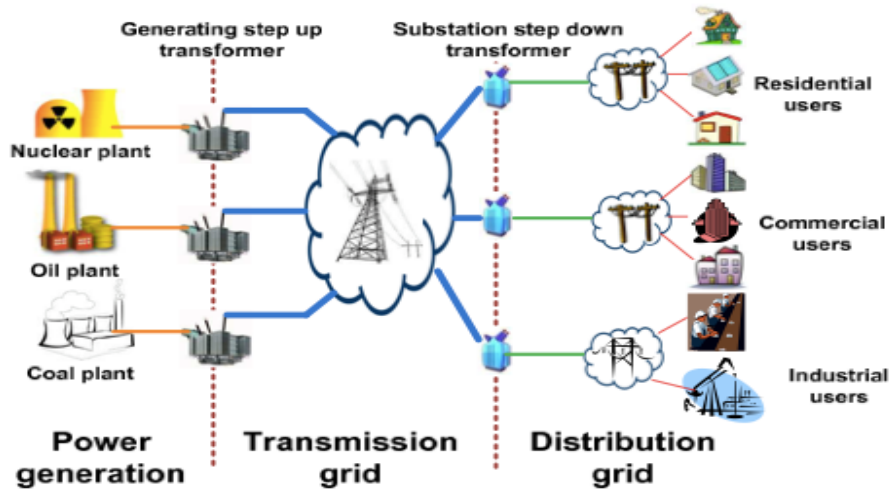 Generating step up
transformer
Substation step down
transformer
Nuclear plant
Residential
users
Oil plant
Commercial
users
Coal plant
Industrial
users
Power
generation
Transmission
grid
Distribution
grid